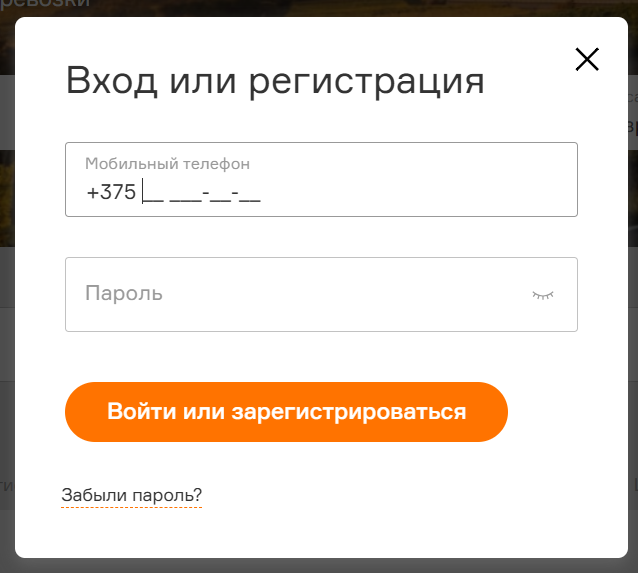 Вход или регистрация
Мобильный телефон
+375 __ ___-__-__
Пароль
Войти или зарегистрироваться
Забыли пароль?